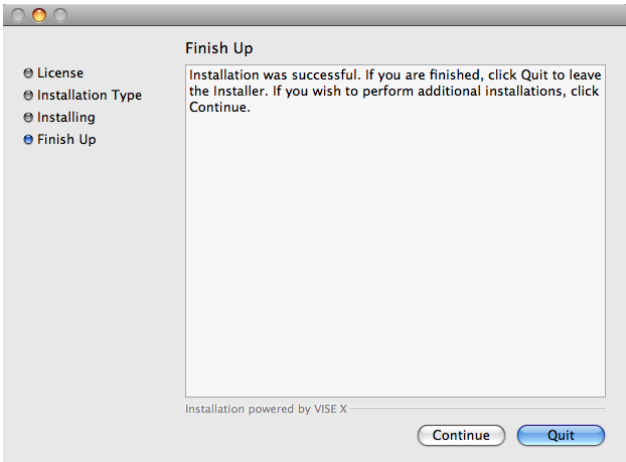 Finish Up
License
Installation Type
Installing
Finish Up
Installation was successful. If you are finished, click Quit to leave
the Installer. If you wish to perform additional installations, click
Continue.
Installation powered by VISE X
Continue
Quit